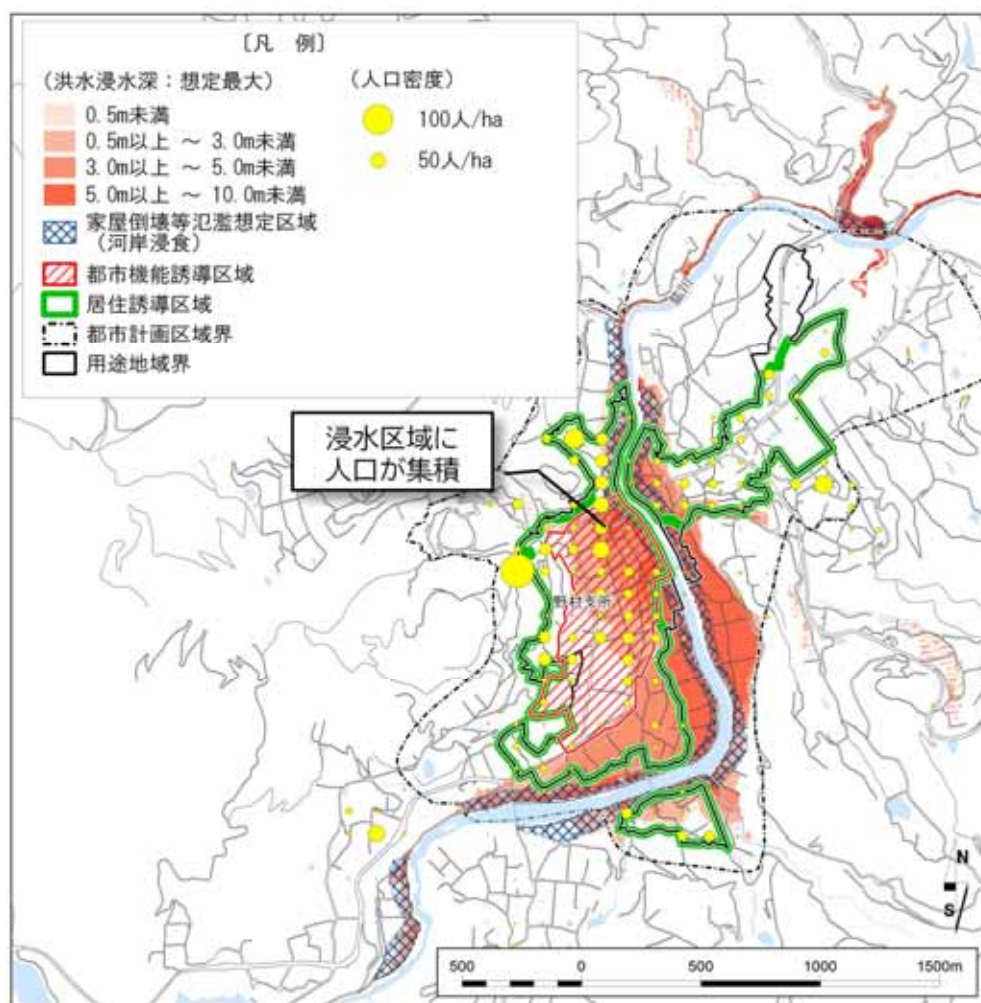 〔凡　例〕
（洪水浸水深：想定最大）
0.5m未満
0.5m以上 ～ 3.0m未満
3.0m以上 ～ 5.0m未満
5.0m以上 ～ 10.0m未満
家屋倒壊等氾濫想定区域
（河岸浸食）
都市機能誘導区域
居住誘導区域
都市計画区域界
用途地域界
（人口密度）
100人/ha
50人/ha
浸水区域に
人口が集積
野村支所
N
S
500 0 500 1000 1500m